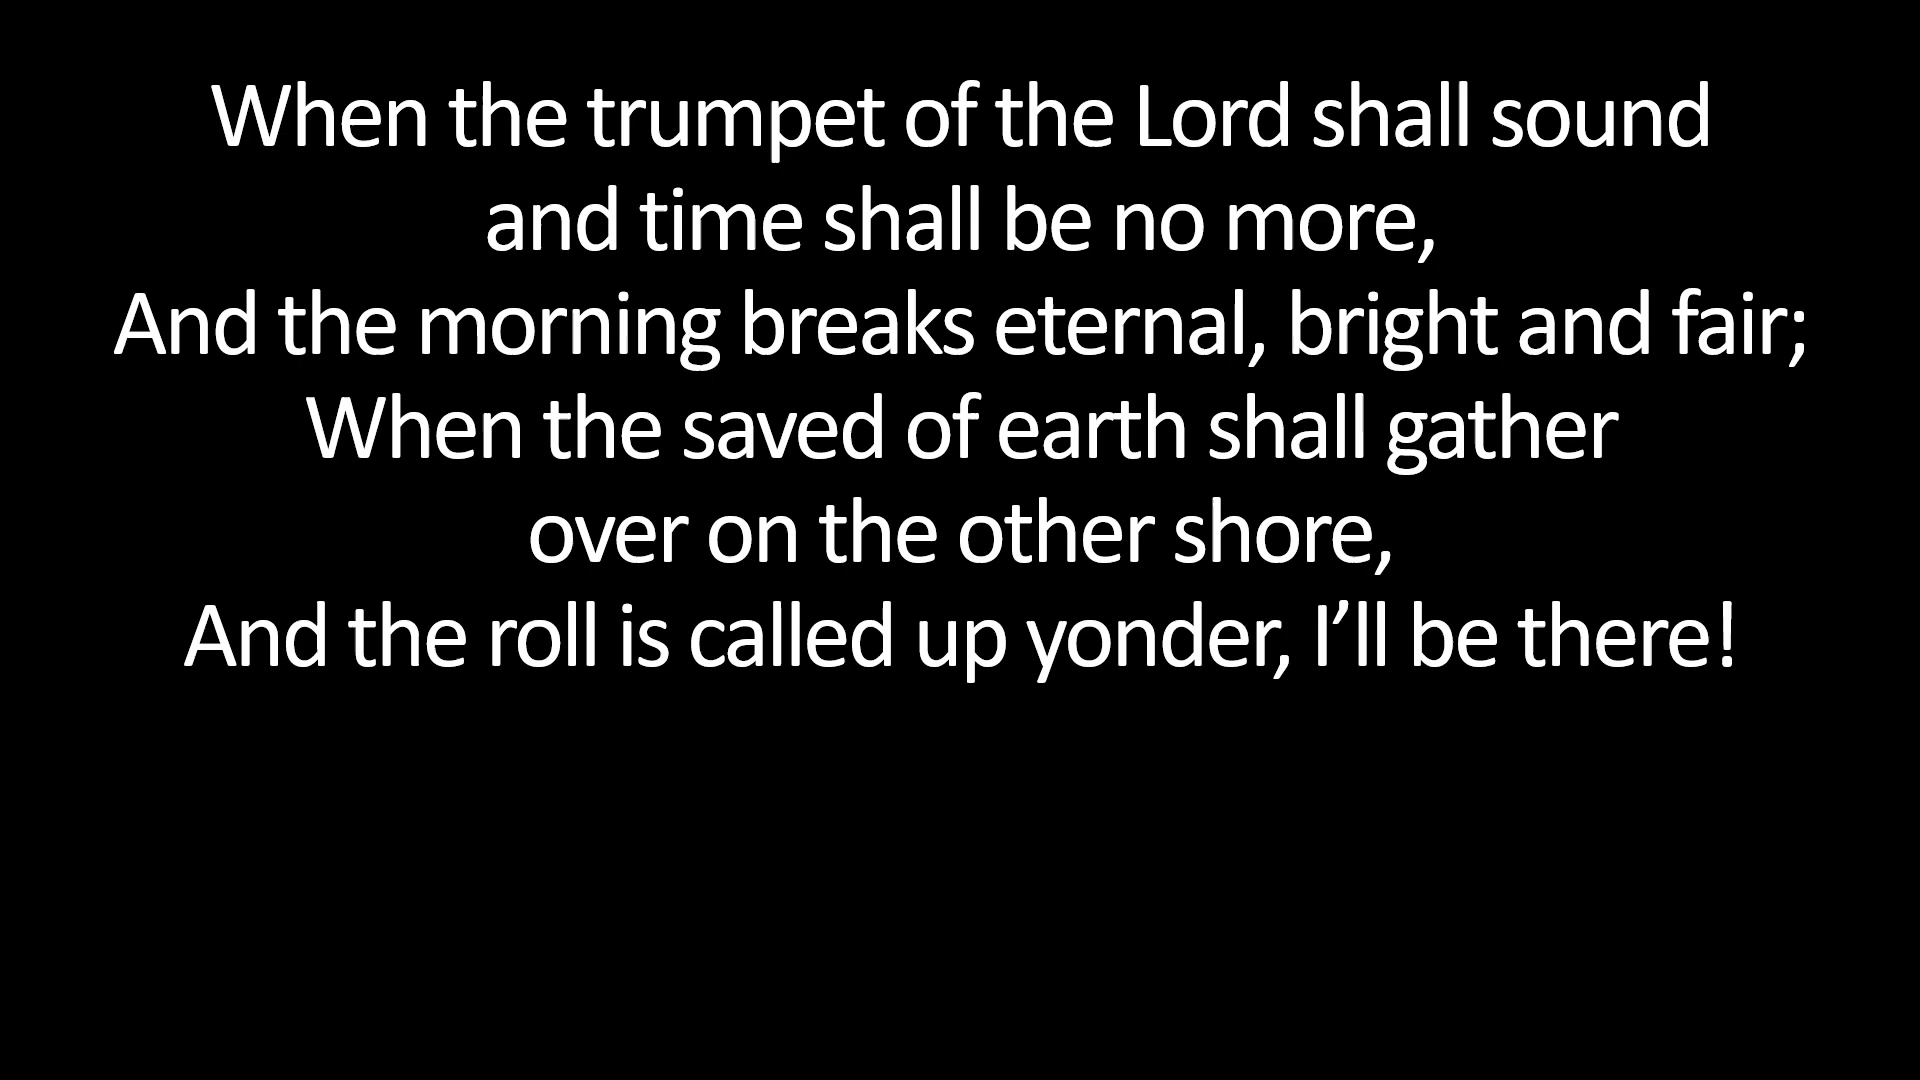 When the trumpet of the Lord shall sound
and time shall be no more,
And the morning breaks eternal, bright and fair;
When the saved of earth shall gather
over on the other shore,
And the roll is called up yonder, I’ll be there!